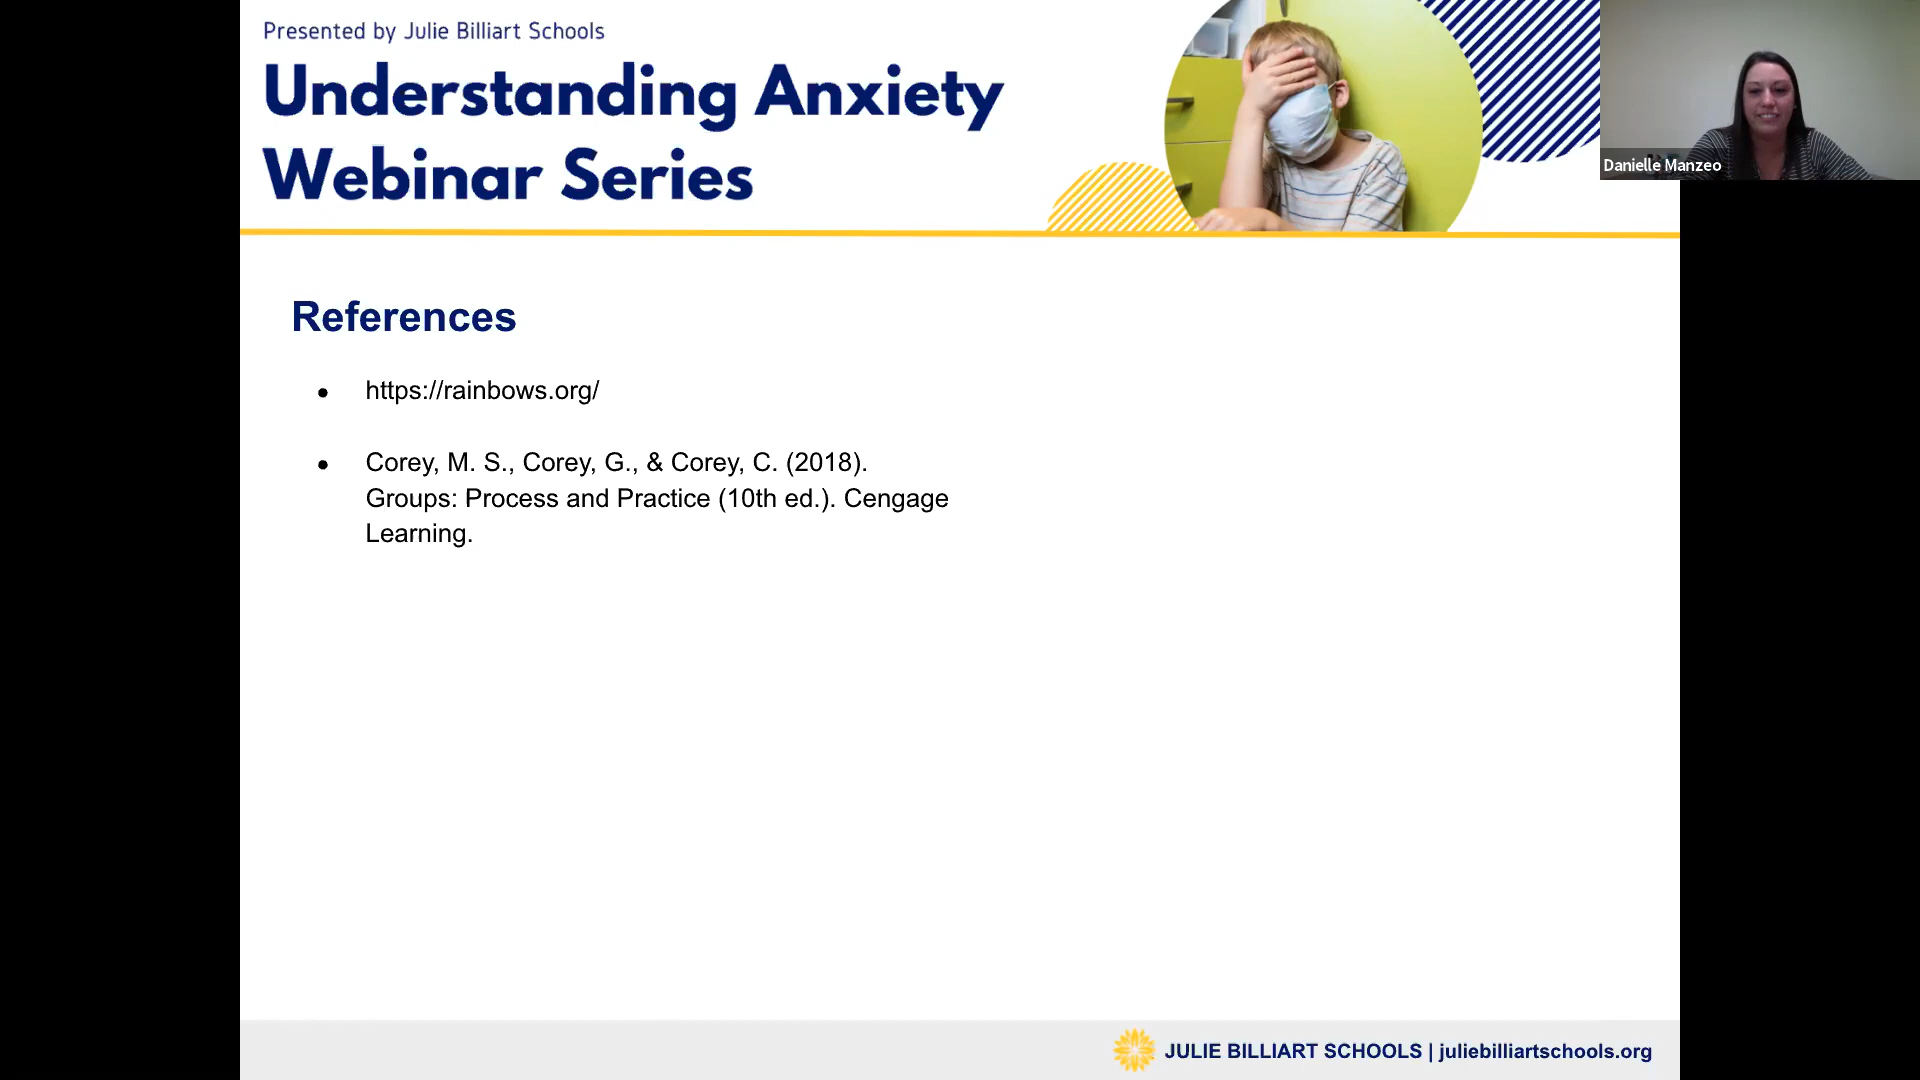 Presented by Julie Billiart Schools
Understanding Anxiety
Webinar Series
Danielle Manzeo
References
● https://rainbows.org/
● Corey, M. S., Corey, G., & Corey, C. (2018).
Groups: Process and Practice (10th ed.). Cengage
Learning.
JULIE BILLIART SCHOOLS | juliebilliartschools.org